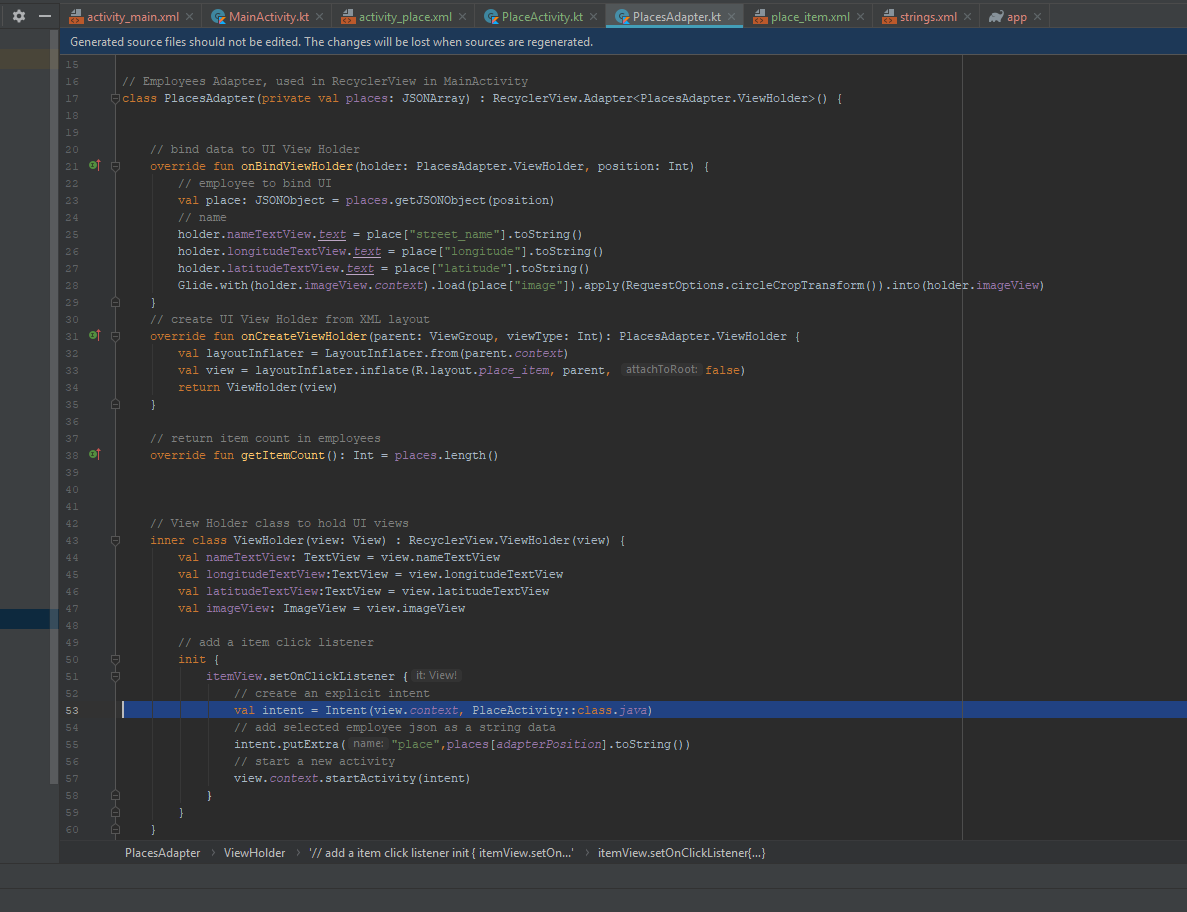 activity_main.xml MainActivity.kt activity_place.xml PlaceActivity.kt PlacesAdapter.kt place_item.xml strings.xml app
Generated source files should not be edited. The changes will be lost when sources are regenerated.
15
16 // Employees Adapter, used in RecyclerView in MainActivity
17 class PlacesAdapter(private val places: JSONArray) : RecyclerView.Adapter<PlacesAdapter.ViewHolder>() {
18
19
20 // bind data to UI View Holder
21 override fun onBindViewHolder(holder: PlacesAdapter.ViewHolder, position: Int) {
22 // employee to bind UI
23 val place: JSONObject = places.getJSONObject(position)
24 // name
25 holder.nameTextView.text = place["street_name"].toString()
26 holder.longitudeTextView.text = place["longitude"].toString()
27 holder.latitudeTextView.text = place["latitude"].toString()
28 Glide.with(holder.imageView.context).load(place["image"]).apply(RequestOptions.circleCropTransform()).into(holder.imageView)
29 }
30 // create UI View Holder from XML layout
31 override fun onCreateViewHolder(parent: ViewGroup, viewType: Int): PlacesAdapter.ViewHolder {
32 val layoutInflater = LayoutInflater.from(parent.context)
33 val view = layoutInflater.inflate(R.layout.place_item, parent, attachToRoot: false)
34 return ViewHolder(view)
35 }
36
37 // return item count in employees
38 override fun getItemCount(): Int = places.length()
39
40
41
42 // View Holder class to hold UI views
43 inner class ViewHolder(view: View) : RecyclerView.ViewHolder(view) {
44 val nameTextView: TextView = view.nameTextView
45 val longitudeTextView:TextView = view.longitudeTextView
46 val latitudeTextView:TextView = view.latitudeTextView
47 val imageView: ImageView = view.imageView
48
49 // add a item click listener
50 init {
51 itemView.setOnClickListener { it: View!
52 // create an explicit intent
53 val intent = Intent(view.context, PlaceActivity::class.java)
54 // add selected employee json as a string data
55 intent.putExtra( name: "place",places[adapterPosition].toString())
56 // start a new activity
57 view.context.startActivity(intent)
58 }
59 }
60 }
PlacesAdapter › ViewHolder › '// add a item click listener init { itemView.setOn...' › itemView.setOnClickListener{...}